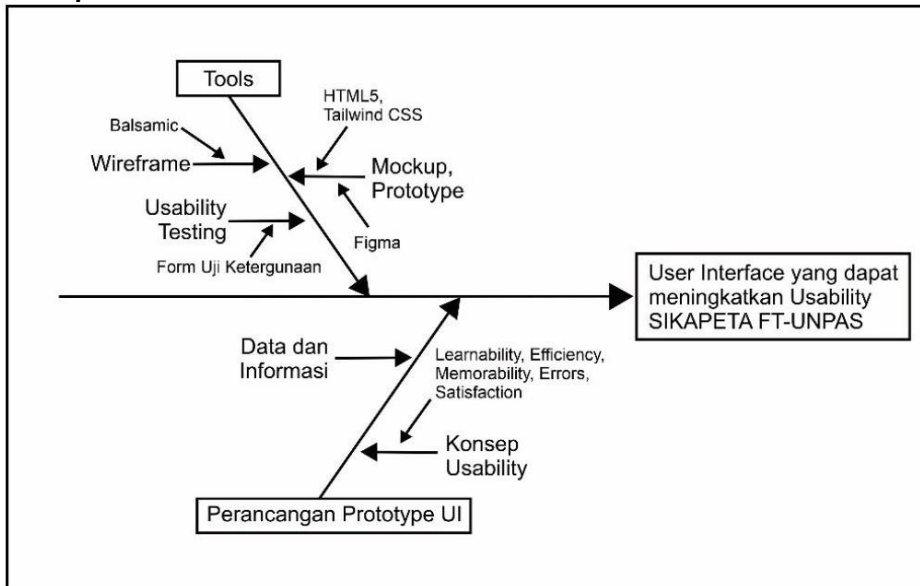 Tools
HTML5,
Tailwind CSS
Balsamic
Wireframe
Mockup,
Prototype
Usability
Testing
Figma
Form Uji Ketergunaan
User Interface yang dapat
meningkatkan Usability
SIKAPETA FT-UNPAS
Data dan
Informasi
Learnability, Efficiency,
Memorability, Errors,
Satisfaction
Konsep
Usability
Perancangan Prototype UI